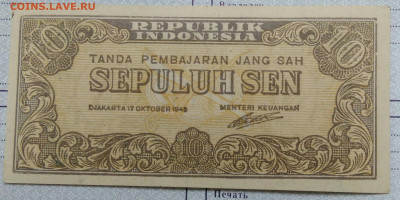 COINS.LAVE.RU
REPUBLIK
INDONESIA
10
10
TANDA PEMBAJARAN JANG SAH
SEPULUH SEN
DJAKARTA 17 OKTOBER 1945
MENTERI KEUANGAN
10
Печать